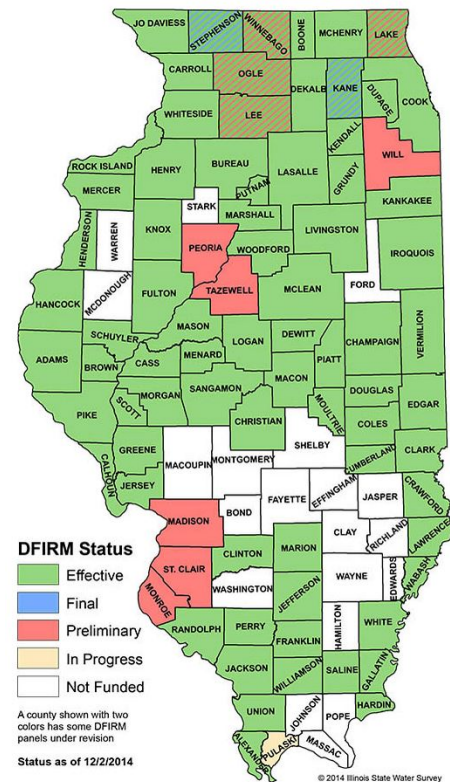 JO DAVIESS
STEPHENSON
WINNEBAGO
BOONE
MCHENRY
LAKE
CARROLL
OGLE
DEKALB
KANE
COOK
DUPAGE
WHITESIDE
LEE
KENDALL
WILL
ROCK ISLAND
HENRY
BUREAU
LASALLE
GRUNDY
MERCER
PUTNAM
KANKAKEE
STARK
HENDERSON
WARREN
KNOX
MARSHALL
LIVINGSTON
PEORIA
WOODFORD
IROQUOIS
TAZEWELL
MCLEAN
FORD
HANCOCK
MCDONOUGH
FULTON
MASON
SCHUYLER
LOGAN
DEWITT
CHAMPAIGN
VERMILION
ADAMS
BROWN
CASS
MENARD
PIATT
MACON
MORGAN
SANGAMON
DOUGLAS
EDGAR
PIKE
SCOTT
CHRISTIAN
MOULTRIE
COLES
SHELBY
GREENE
MACOUPIN
MONTGOMERY
CUMBERLAND
CLARK
CALHOUN
JERSEY
FAYETTE
EFFINGHAM
JASPER
CRAWFORD
BOND
MADISON
CLAY
RICHLAND
LAWRENCE
CLINTON
MARION
ST. CLAIR
WAYNE
EDWARDS
WABASH
MONROE
WASHINGTON
JEFFERSON
RANDOLPH
PERRY
HAMILTON
WHITE
FRANKLIN
JACKSON
WILLIAMSON
SALINE
GALLATIN
UNION
JOHNSON
POPE
HARDIN
ALEXANDER
PULASKI
MASSAC
DFIRM Status
Effective
Final
Preliminary
In Progress
Not Funded
A county shown with two
colors has some DFIRM
panels under revision
Status as of 12/2/2014
© 2014 Illinois State Water Survey